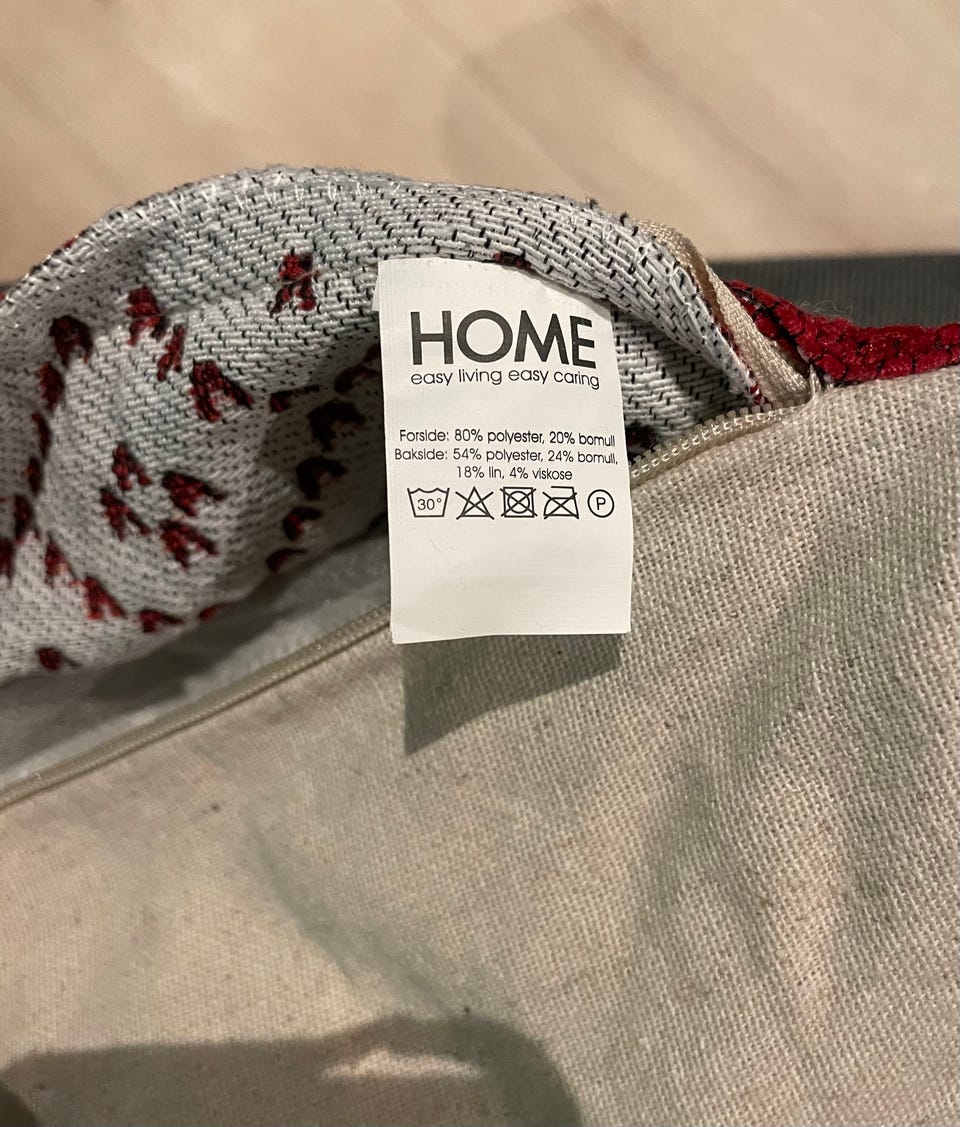 HOME
easy living easy caring
Forside: 80% polyester, 20% bomull
Bakside: 54% polyester, 24% bomull,
18% lin, 4% viskose
30° P